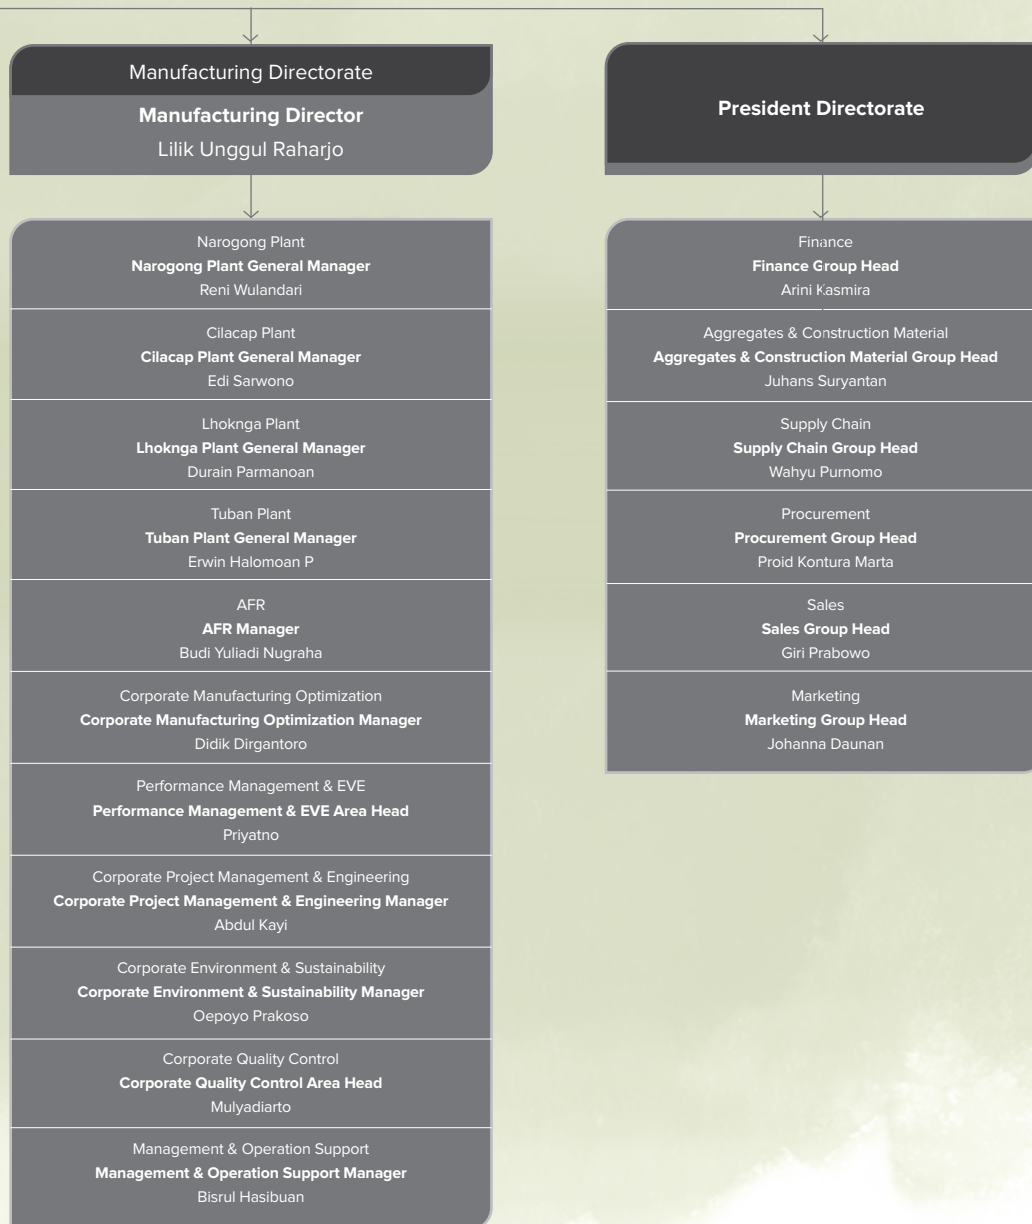 Manufacturing Directorate
Manufacturing Director
Lilik Unggul Raharjo
Narogong Plant
Narogong Plant General Manager
Reni Wulandari
Cilacap Plant
Cilacap Plant General Manager
Edi Sarwono
Lhoknga Plant
Lhoknga Plant General Manager
Durain Parmanoan
Tuban Plant
Tuban Plant General Manager
Erwin Halomoan P
AFR
AFR Manager
Budi Yuliadi Nugraha
Corporate Manufacturing Optimization
Corporate Manufacturing Optimization Manager
Didik Dirgantoro
Performance Management & EVE
Performance Management & EVE Area Head
Priyatno
Corporate Project Management & Engineering
Corporate Project Management & Engineering Manager
Abdul Kayi
Corporate Environment & Sustainability
Corporate Environment & Sustainability Manager
Oepoyo Prakoso
Corporate Quality Control
Corporate Quality Control Area Head
Mulyadiarto
Management & Operation Support
Management & Operation Support Manager
Bisrul Hasibuan
President Directorate
Finance
Finance Group Head
Arini Kasmira
Aggregates & Construction Material
Aggregates & Construction Material Group Head
Juhans Suryantan
Supply Chain
Supply Chain Group Head
Wahyu Purnomo
Procurement
Procurement Group Head
Proid Kontura Marta
Sales
Sales Group Head
Giri Prabowo
Marketing
Marketing Group Head
Johanna Daunan